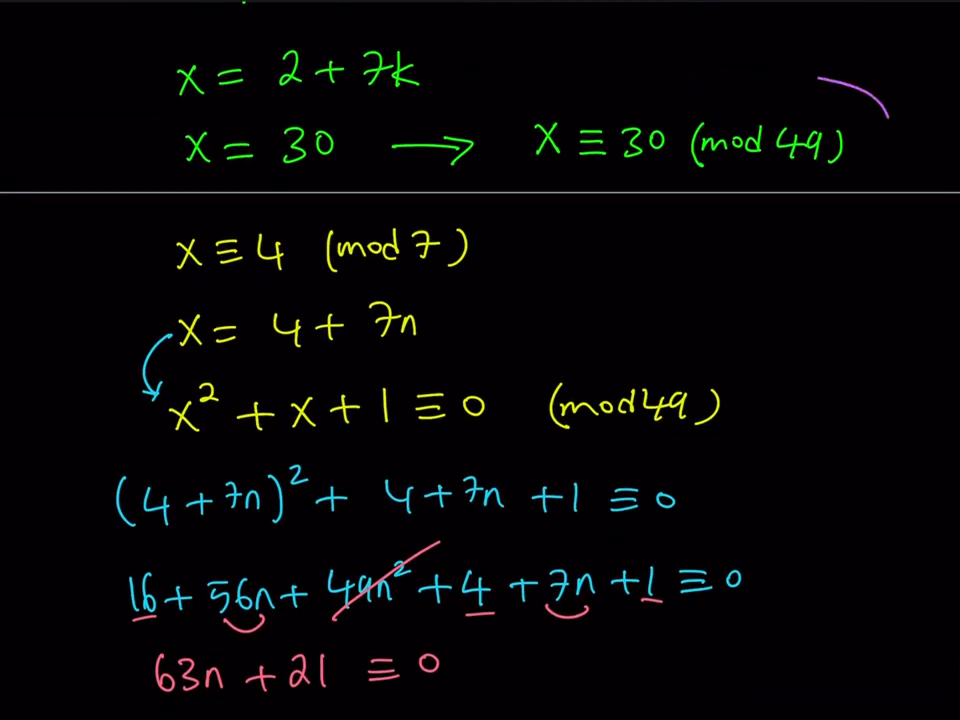 x = 2 + 7k
x = 30 → x ≡ 30 (mod 49)
x ≡ 4 (mod 7)
x = 4 + 7n
x² + x + 1 ≡ 0 (mod 49)
(4 + 7n)² + 4 + 7n + 1 ≡ 0
16 + 56n + 49n² + 4 + 7n + 1 ≡ 0
63n + 21 ≡ 0